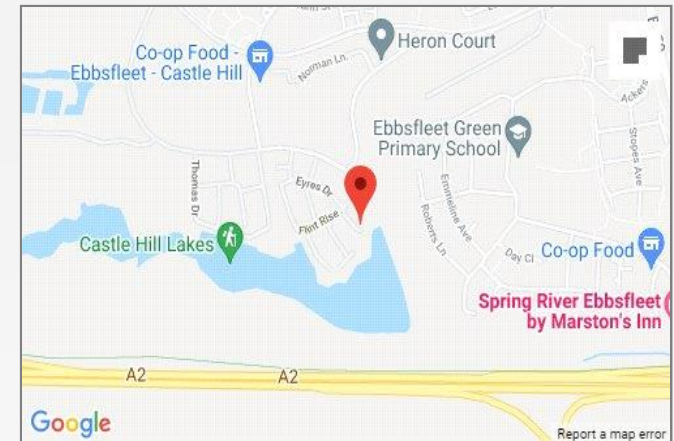 Co-op Food -
Ebbsfleet - Castle Hill
Norman Ln.
Heron Court
Ackers
Ebbsfleet Green
Primary School
Stopes Ave
Thomas Dr
Eyres Dr
Emmeline Ave
Flint Rise
Roberts Ln
Castle Hill Lakes
Day Cl
Co-op Food
Spring River Ebbsfleet
by Marston's Inn
A2
A2
Google
Report a map error